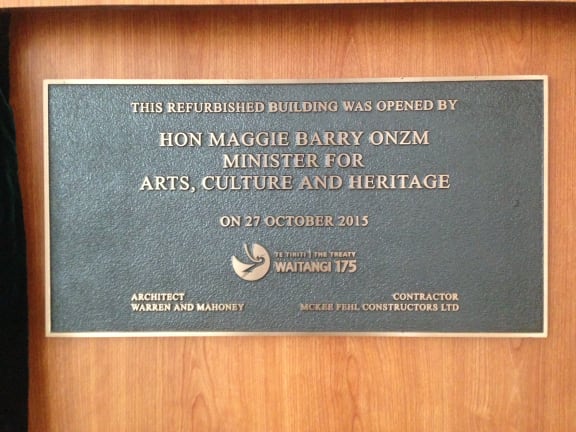 THIS REFURBISHED BUILDING WAS OPENED BY
HON MAGGIE BARRY ONZM
MINISTER FOR
ARTS, CULTURE AND HERITAGE
ON 27 OCTOBER 2015
TE TIRITI | THE TREATY
WAITANGI 175
ARCHITECT
WARREN AND MAHONEY
CONTRACTOR
MCKEE FEHL CONSTRUCTORS LTD